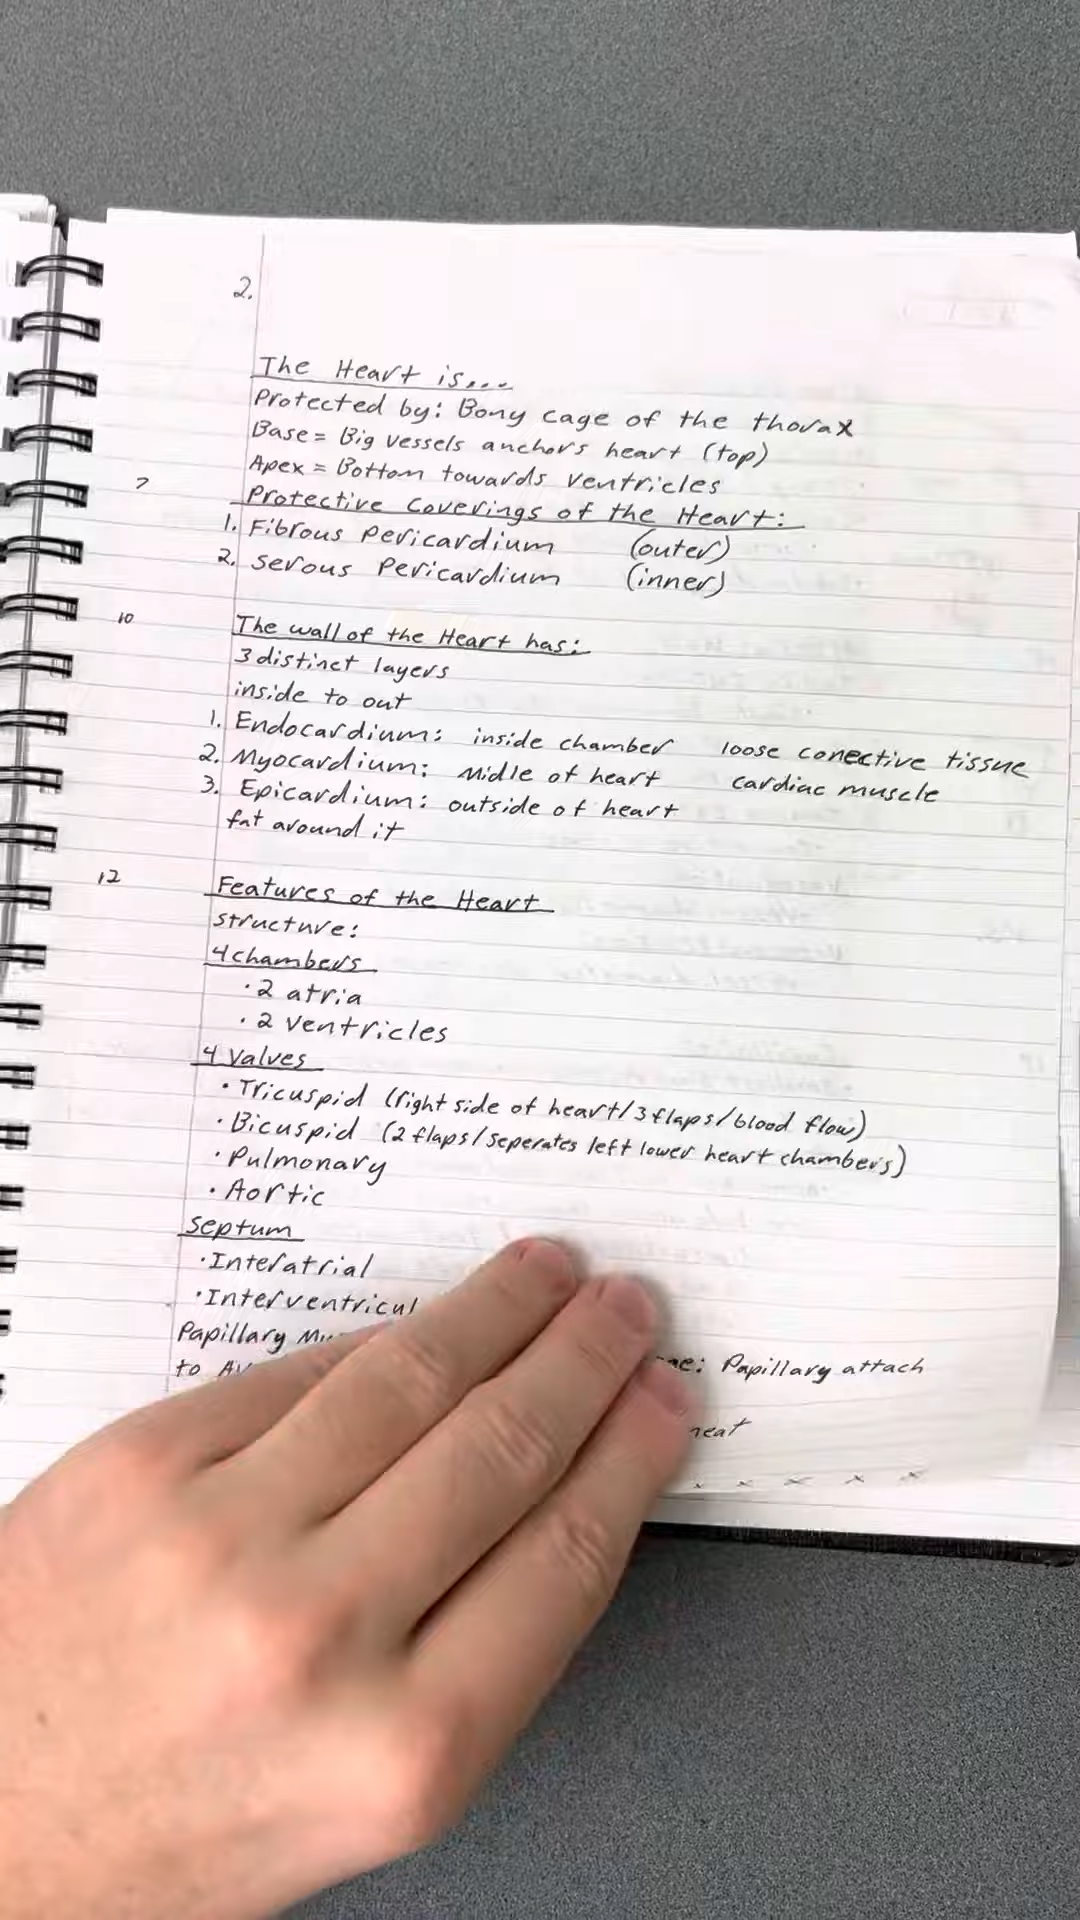 2.
The Heart is...
Protected by: Bony cage of the thorax
Base = Big vessels anchors heart (top)
Apex = Bottom towards ventricles
7 Protective Coverings of the Heart:
1. Fibrous Pericardium (outer)
2. Serous Pericardium (inner)
10 The wall of the Heart has:
3 distinct layers
inside to out
1. Endocardium: inside chamber loose conective tissue
2. Myocardium: Midle of heart cardiac muscle
3. Epicardium: outside of heart
fat around it
12 Features of the Heart
structure:
4 chambers
· 2 atria
· 2 ventricles
4 Valves
· Tricuspid (right side of heart/3 flaps/blood flow)
· Bicuspid (2 flaps/seperates left lower heart chambers)
· Pulmonary
· Aortic
Septum
· Interatrial
· Interventricul
Papillary Papillary attach
to
x x x x